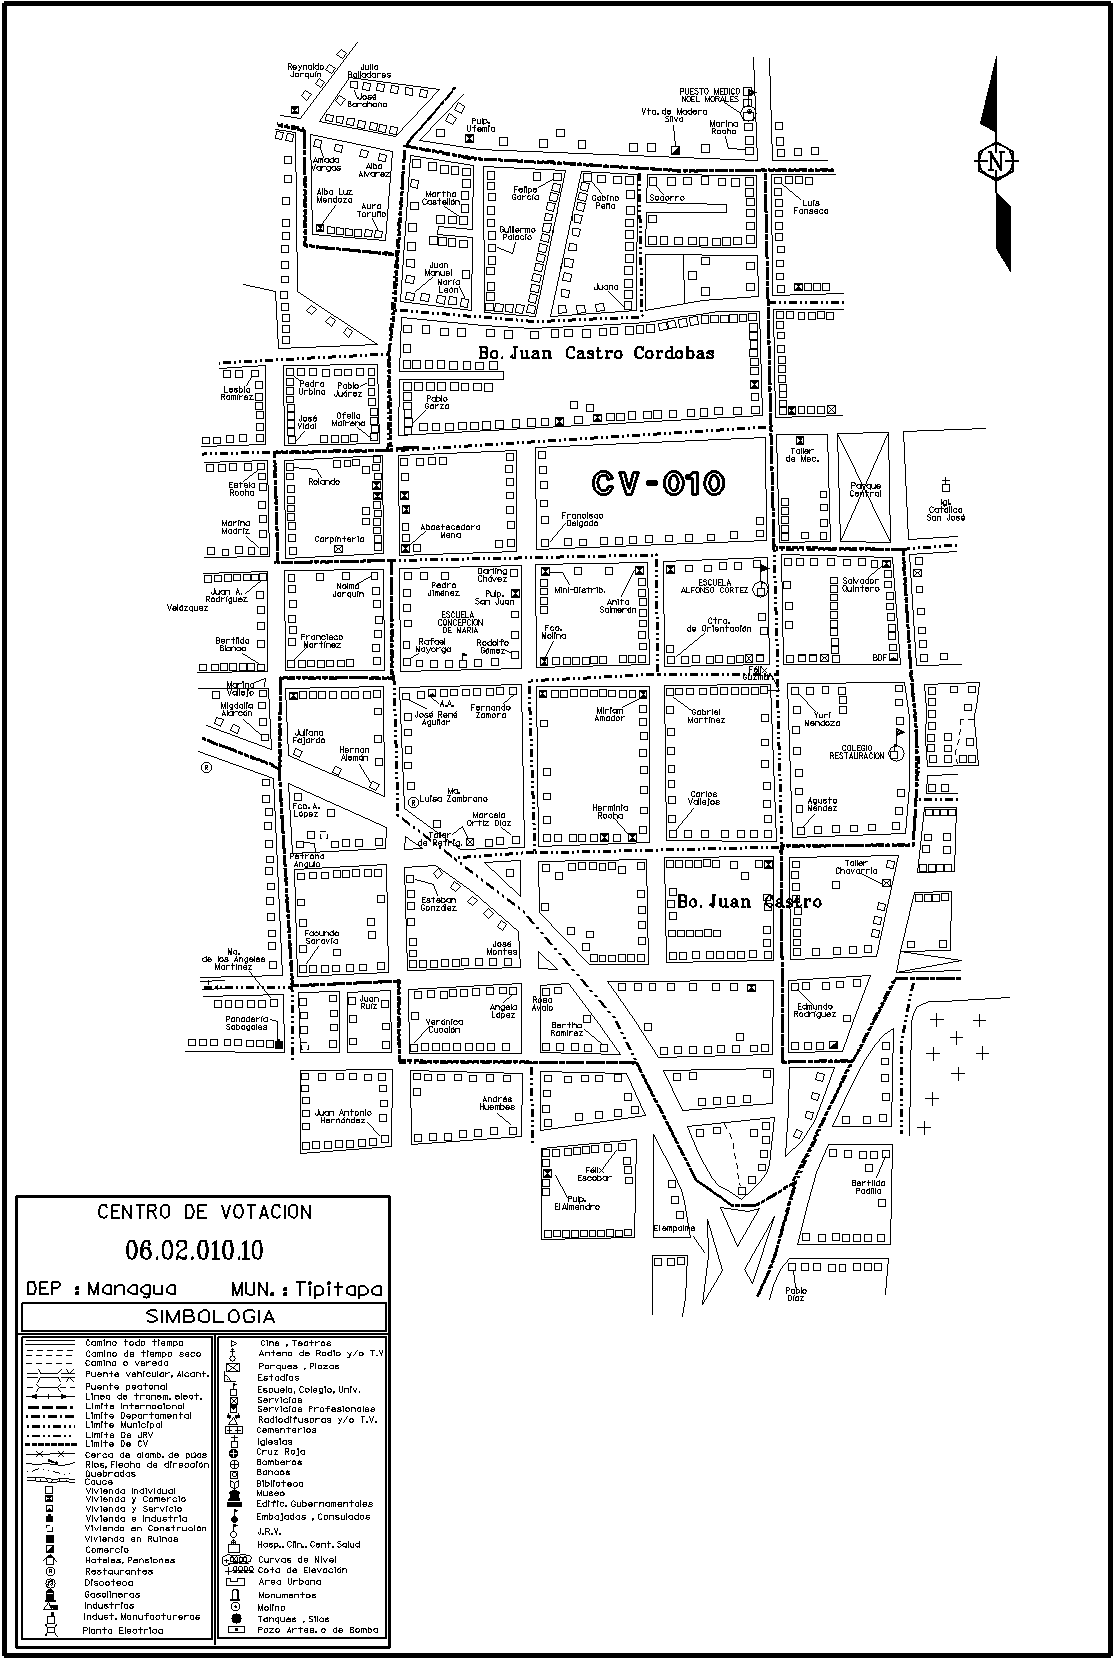 Reynaldo
Jarquín
Julia
Balladares
José
Barahona
Pulp.
Ufemia
PUESTO MEDICO
NOEL MORALES
Vta. de Madera
Silva
Marina
Rocha
Amada
Vargas
Alba
Alvarez
Alba Luz
Mendoza
Aura
Toruño
Martha
Castellón
Felipe
García
Gabino
Peña
Socorro
Luis
Fonseca
Guillermo
Palacio
Juan
Manuel
María
León
Juana
N
Bo. Juan Castro Cordobas
Lesbia
Ramírez
Pedro
Urbina
Pablo
Juárez
José
Vidal
Ofelia
Mairena
Pablo
Garza
Taller
de Mec.
Parque
Central
Igl.
Católica
San José
CV-010
Estela
Rocha
Rolando
Marina
Madríz
Carpintería
Abastecedora
Mena
Francisco
Delgado
Juan A.
Rodríguez
Velázquez
Nolma
Jarquín
Pedro
Jiménez
Darling
Chávez
Pulp.
San Juan
Mini-Distrib.
Anita
Salmerón
ESCUELA
ALFONSO CORTEZ
Salvador
Quintero
ESCUELA
CONCEPCION
DE MARIA
Bertilda
Blanco
Francisco
Martínez
Rafael
Mayorga
Rodolfo
Gómez
Fco.
Molina
Ctro.
de Orientación
BDF
Félix
Guzmán
Marina
Vallejo
Migdalia
Alarcón
Juliana
Fajardo
Hernan
Alemán
A.A.
José René
Aguilar
Fernando
Zamora
Miriam
Amador
Gabriel
Martínez
Yuri
Mendoza
COLEGIO
RESTAURACION
R
Fco. A.
López
Ma.
Luisa Zambrano
R
Marcela
Ortiz Díaz
Taller
de Refrig.
Herminia
Rocha
Carlos
Vallejos
Agusto
Méndez
Petrona
Angulo
Taller
Chavarría
Bo. Juan Castro
Esteban
González
Facundo
Saravia
José
Montes
Ma.
de los Angeles
Martínez
Panadería
Sabogales
Juan
Ruiz
Verónica
Cucalón
Angela
López
Rosa
Avalo
Bertha
Ramírez
Edmundo
Rodríguez
Juan Antonio
Hernández
Andrés
Huembes
Félix
Escobar
Pulp.
ElAlmendro
Bertilda
Padilla
Elempalme
Pablo
Díaz
CENTRO DE VOTACION
06.02.010.10
DEP : Managua MUN. : Tipitapa
SIMBOLOGIA
Camino todo tiempo
Camino de tiempo seco
Camino o vereda
Puente vehicular, Alcant.
Puente peatonal
Línea de transm. elect.
Límite Internacional
Límite Departamental
Límite Municipal
Límite De JRV
Límite De CV
Cerca de alamb. de púas
Ríos, Flecha de dirección
Quebradas
Cauce
Vivienda Individual
Vivienda y Comercio
Vivienda y Servicio
Vivienda e Industria
Vivienda en Construción
Vivienda en Ruinas
Comercio
Hoteles, Pensiones
Restaurantes
Discoteca
Gasolineras
Industrias
Indust. Manufactureras
Planta Electrica
Cine , Teatros
Antena de Radio y/o T.V
Parques , Plazas
Estadios
Escuela, Colegio, Univ.
Servicios
Servicios Profesionales
Radiodifusoras y/o T.V.
Cementerios
Iglesias
Cruz Roja
Bomberos
Bancos
Biblioteca
Museo
Edific. Gubernamentales
Embajadas , Consulados
J.R.V.
Hosp., Clín., Cent. Salud
Curvas de Nivel
Cota de Elevación
Area Urbana
Monumentos
Molino
Tanques , Silos
Pozo Artes. o de Bomba